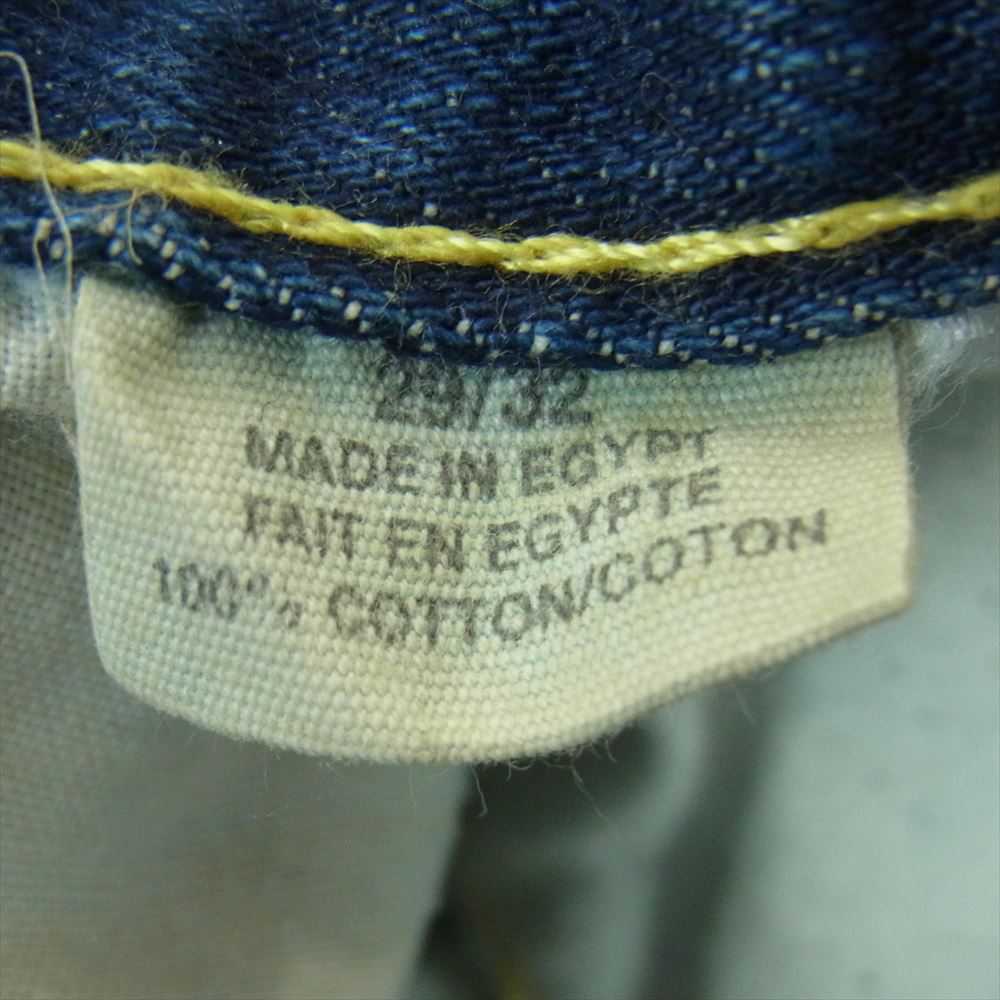 29/32
MADE IN EGYPT
FAIT EN EGYPTE
100% COTTON/COTON